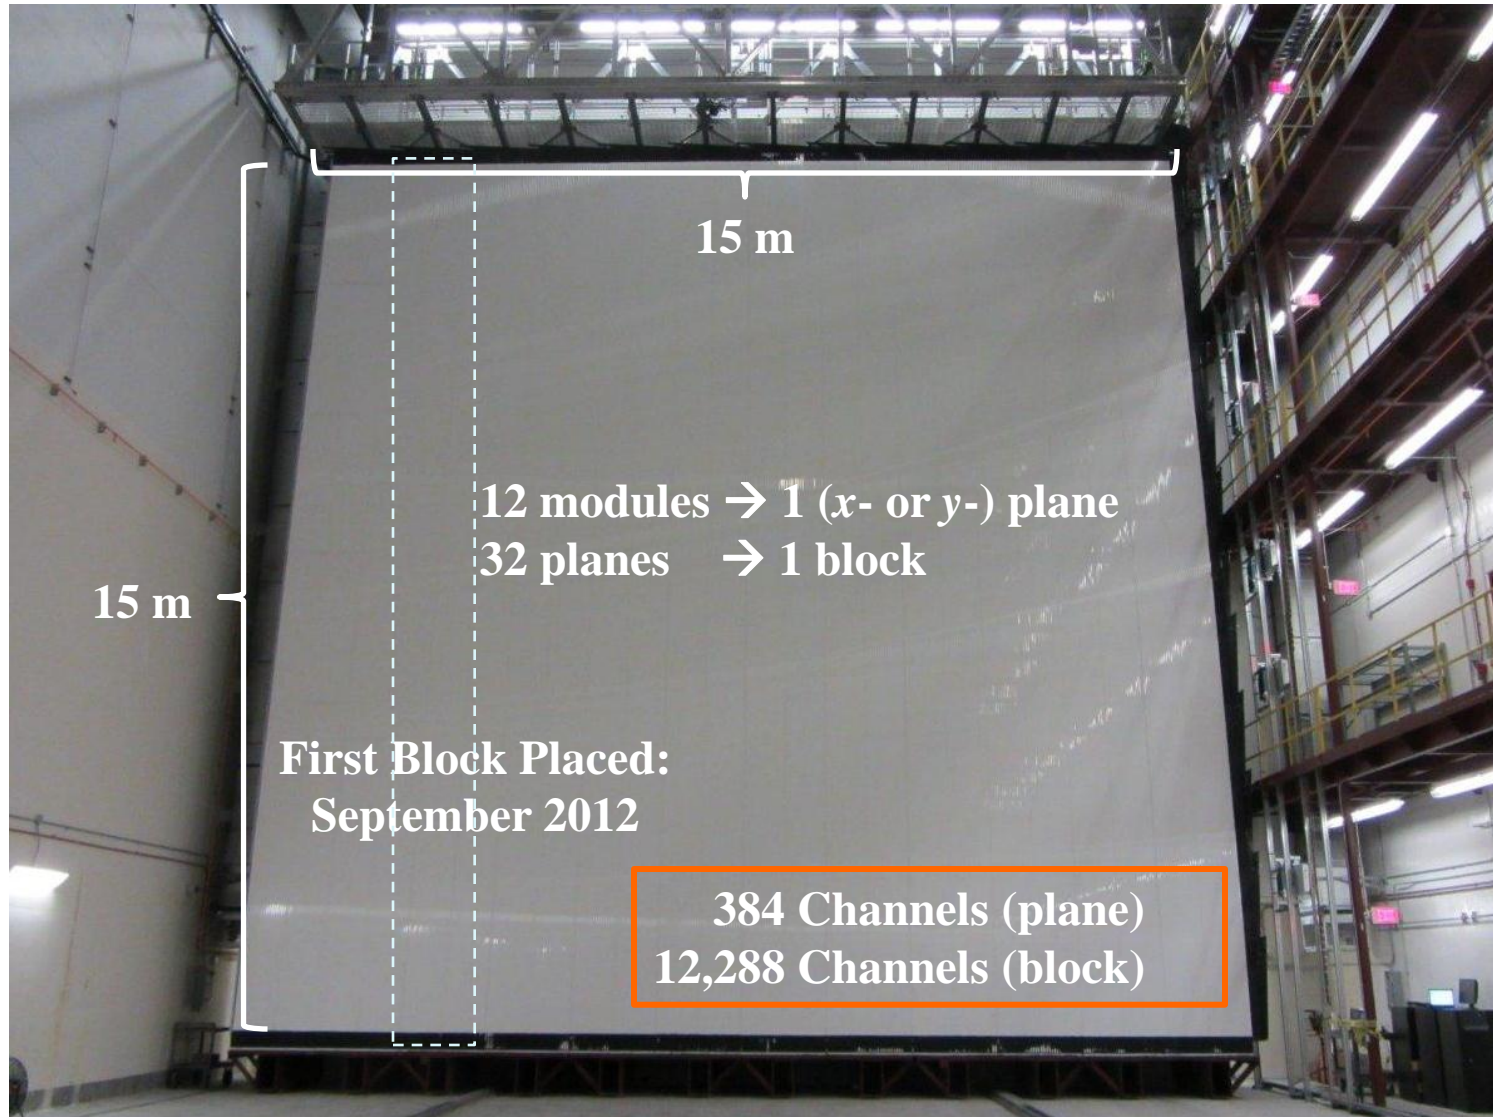 15 m
12 modules → 1 (x- or y-) plane
32 planes → 1 block
15 m
First Block Placed:
September 2012
384 Channels (plane)
12,288 Channels (block)